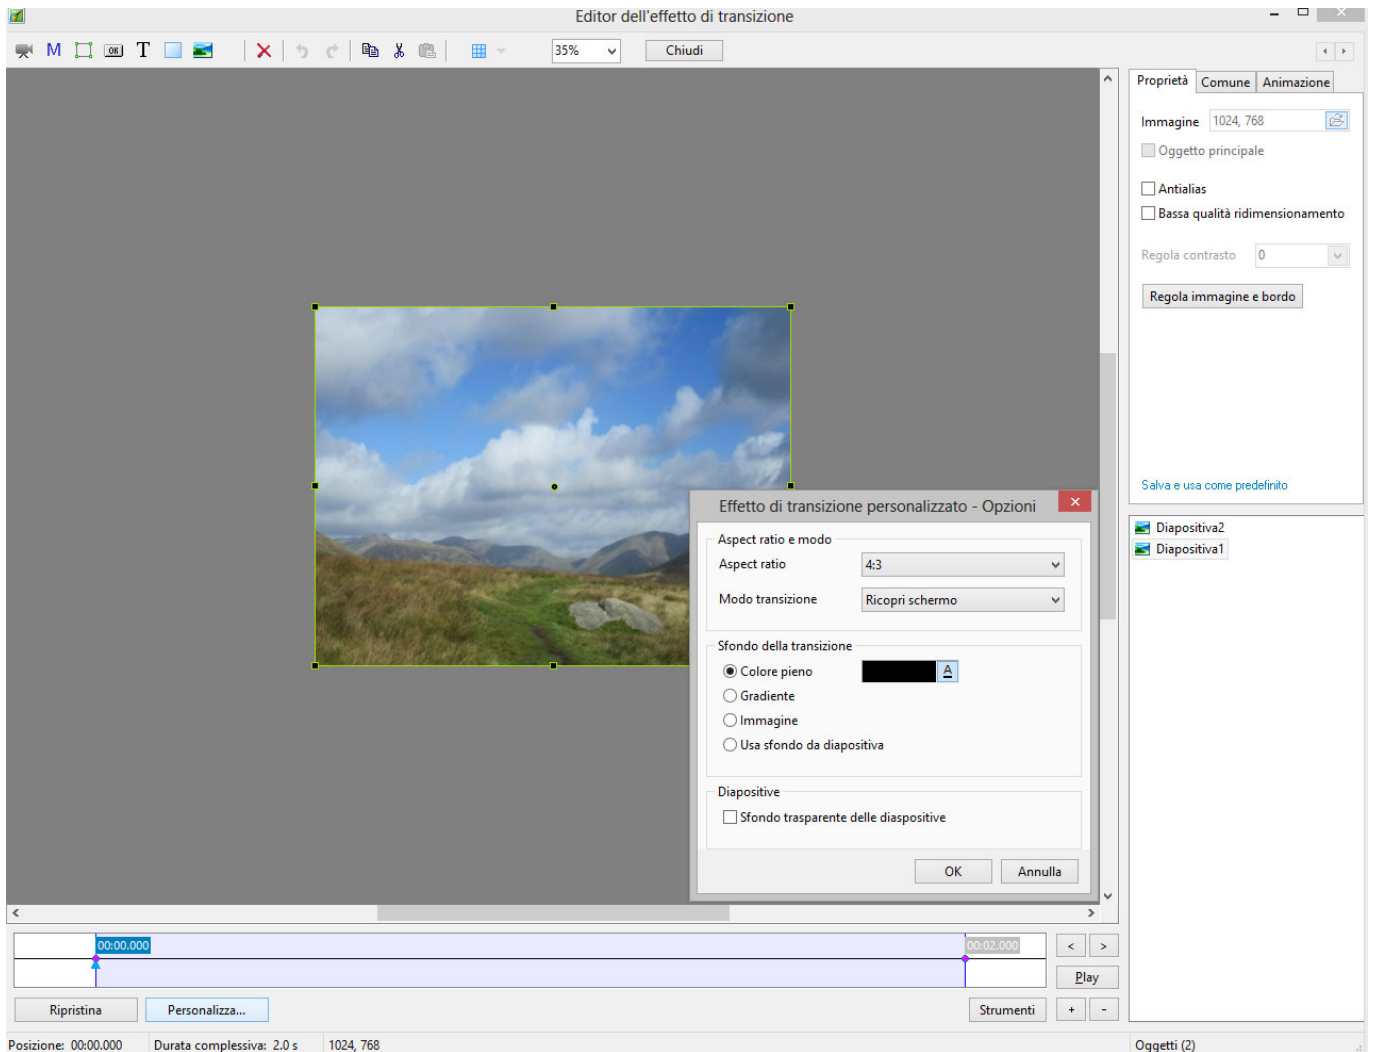 Editor dell'effetto di transizione
M OK T 35% Chiudi
Proprietà Comune Animazione
Immagine 1024, 768
Oggetto principale
Antialias
Bassa qualità ridimensionamento
Regola contrasto 0
Regola immagine e bordo
Salva e usa come predefinito
Diapositiva2
Diapositiva1
Effetto di transizione personalizzato - Opzioni
Aspect ratio e modo
Aspect ratio 4:3
Modo transizione Ricopri schermo
Sfondo della transizione
Colore pieno A
Gradiente
Immagine
Usa sfondo da diapositiva
Diapositive
Sfondo trasparente delle diaspositive
OK Annulla
00:00.000 00:02.000 < >
Play
Ripristina Personalizza... Strumenti + -
Posizione: 00:00.000 Durata complessiva: 2.0 s 1024, 768 Oggetti (2)